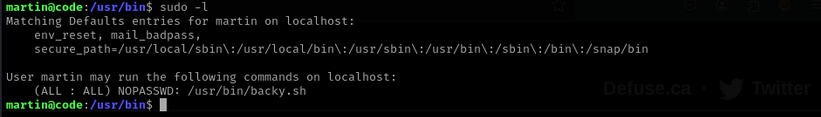 martin@code:/usr/bin$ sudo -l
Matching Defaults entries for martin on localhost:
    env_reset, mail_badpass,
    secure_path=/usr/local/sbin\:/usr/local/bin\:/usr/sbin\:/usr/bin\:/sbin\:/bin\:/snap/bin

User martin may run the following commands on localhost:
    (ALL : ALL) NOPASSWD: /usr/bin/backy.sh
martin@code:/usr/bin$
Defuse.ca · Twitter